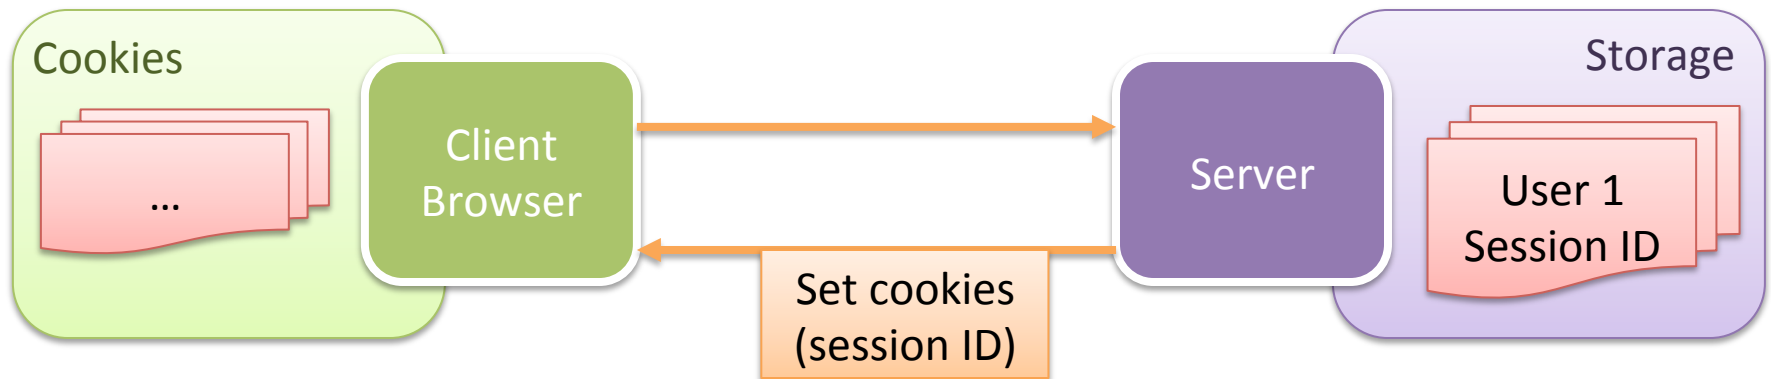 Cookies
...
Client
Browser
Set cookies
(session ID)
Server
Storage
User 1
Session ID